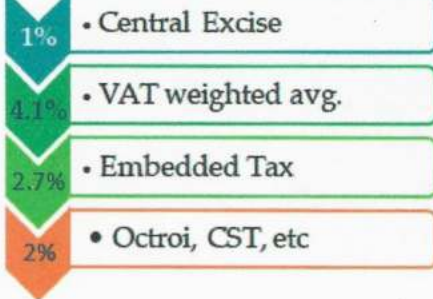 1% • Central Excise
4.1% • VAT weighted avg.
2.7% • Embedded Tax
2% • Octroi, CST, etc